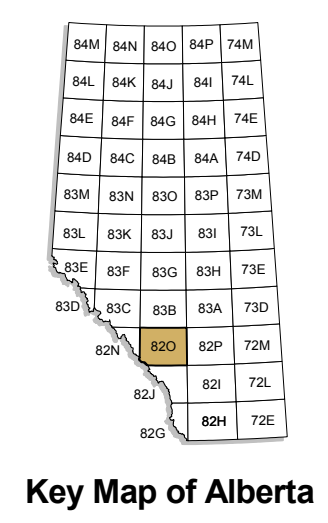 84M 84N 84O 84P 74M
84L 84K 84J 84I 74L
84E 84F 84G 84H 74E
84D 84C 84B 84A 74D
83M 83N 83O 83P 73M
83L 83K 83J 83I 73L
83E 83F 83G 83H 73E
83D 83C 83B 83A 73D
82N 82O 82P 72M
82J 82I 72L
82G 82H 72E
Key Map of Alberta